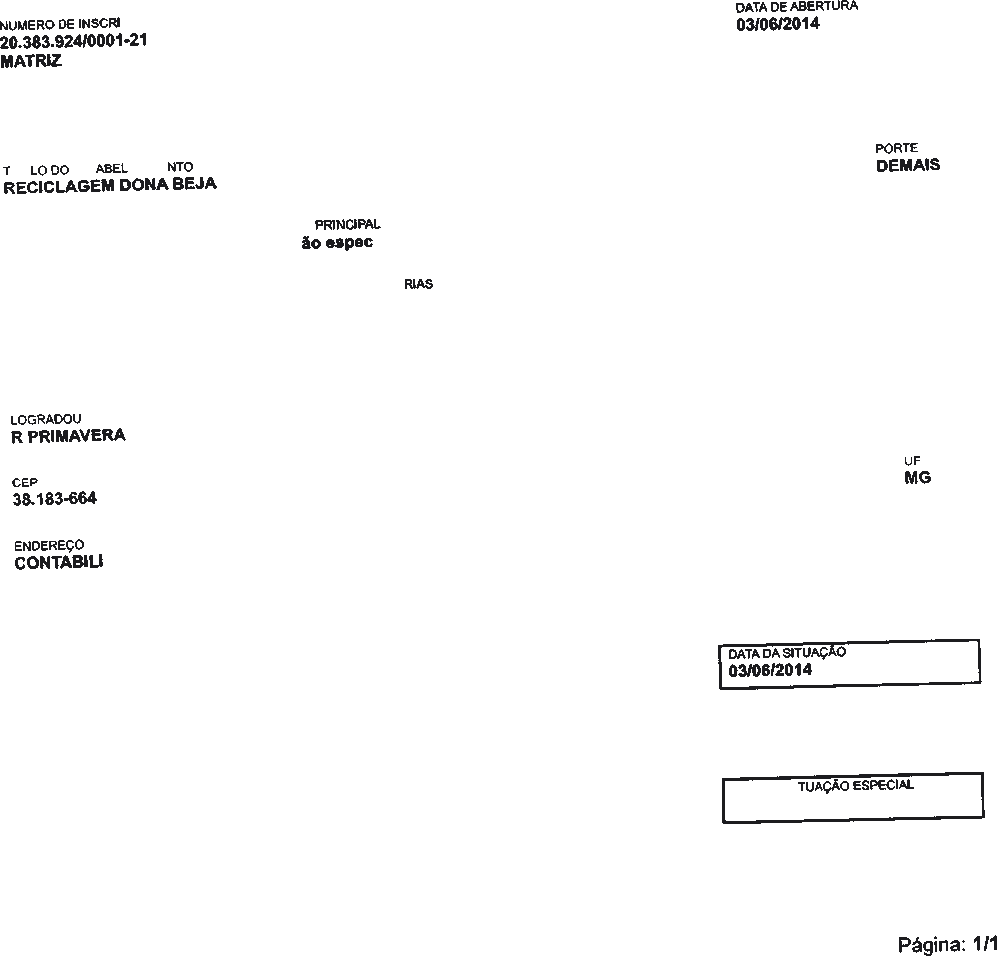 NUMERO DE INSCRI
20.383.924/0001-21
MATRIZ
DATA DE ABERTURA
03/06/2014
T LO DO ABEL NTO
RECICLAGEM DONA BEJA
PORTE
DEMAIS
PRINCIPAL
ão espec
RIAS
LOGRADOU
R PRIMAVERA
CEP
38.183-664
UF
MG
ENDEREÇO
CONTABILI
DATA DA SITUAÇÃO
03/06/2014
TUAÇÃO ESPECIAL
Página: 1/1